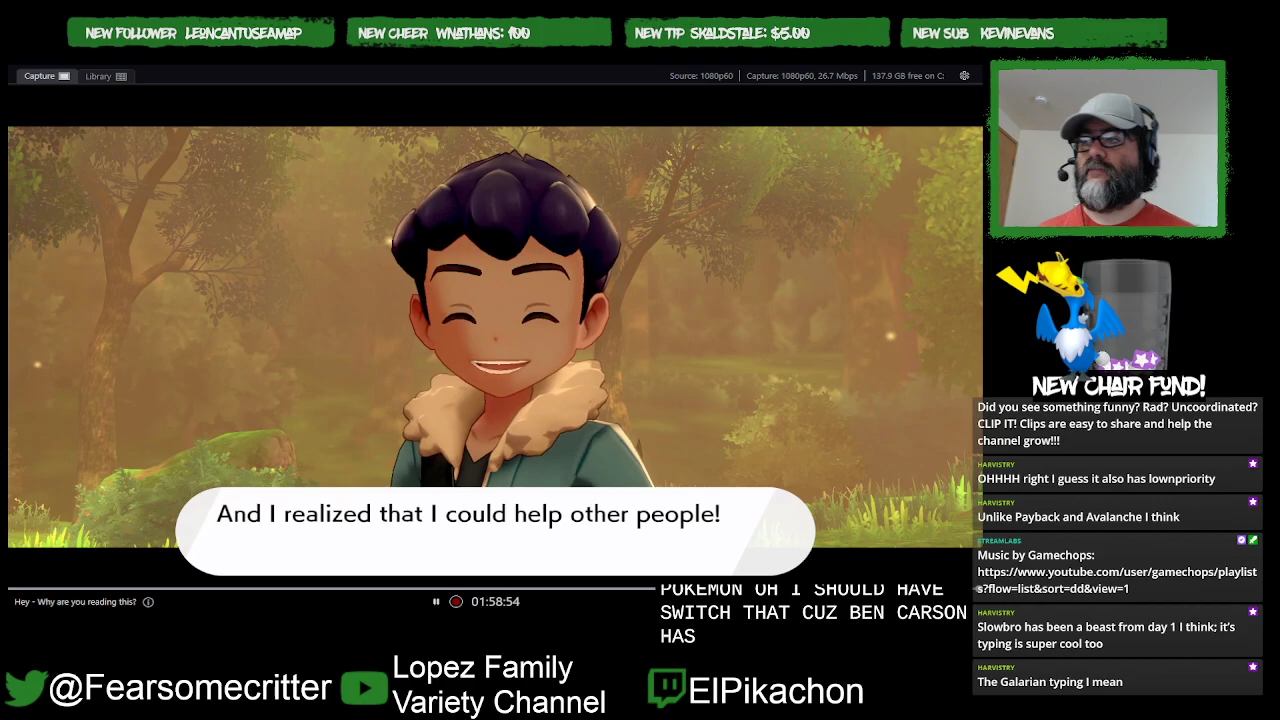 NEW FOLLOWER LEONCANTUSEAMAP
NEW CHEER WNATHANS: 100
NEW TIP SKALDSTALE: $5.00
NEW SUB KEVINEVANS
Capture
Library
Source: 1080p60
Capture: 1080p60, 26.7 Mbps
137.9 GB free on C:
And I realized that I could help other people!
Hey - Why are you reading this?
01:58:54
POKEMON OH I SHOULD HAVE
SWITCH THAT CUZ BEN CARSON
HAS
NEW CHAIR FUND!
Did you see something funny? Rad? Uncoordinated?
CLIP IT! Clips are easy to share and help the
channel grow!!!
HARVISTRY
OHHHH right I guess it also has lownpriority
HARVISTRY
Unlike Payback and Avalanche I think
STREAMLABS
Music by Gamechops:
https://www.youtube.com/user/gamechops/playlist
s?flow=list&sort=dd&view=1
HARVISTRY
Slowbro has been a beast from day 1 I think; it's
typing is super cool too
HARVISTRY
The Galarian typing I mean
@Fearsomecritter
Lopez Family
Variety Channel
ElPikachon